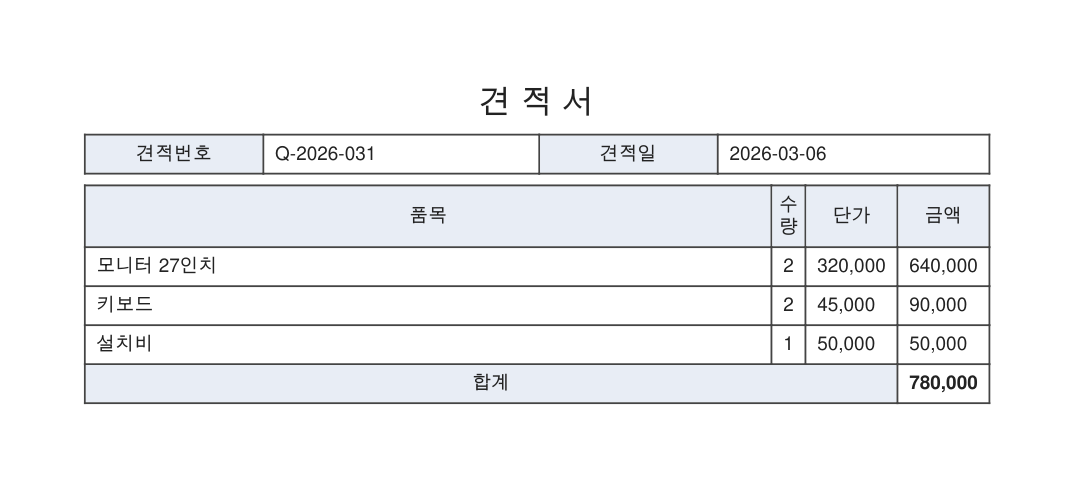 견 적 서
견적번호 Q-2026-031 견적일 2026-03-06
품목 수량 단가 금액
모니터 27인치 2 320,000 640,000
키보드 2 45,000 90,000
설치비 1 50,000 50,000
합계 780,000